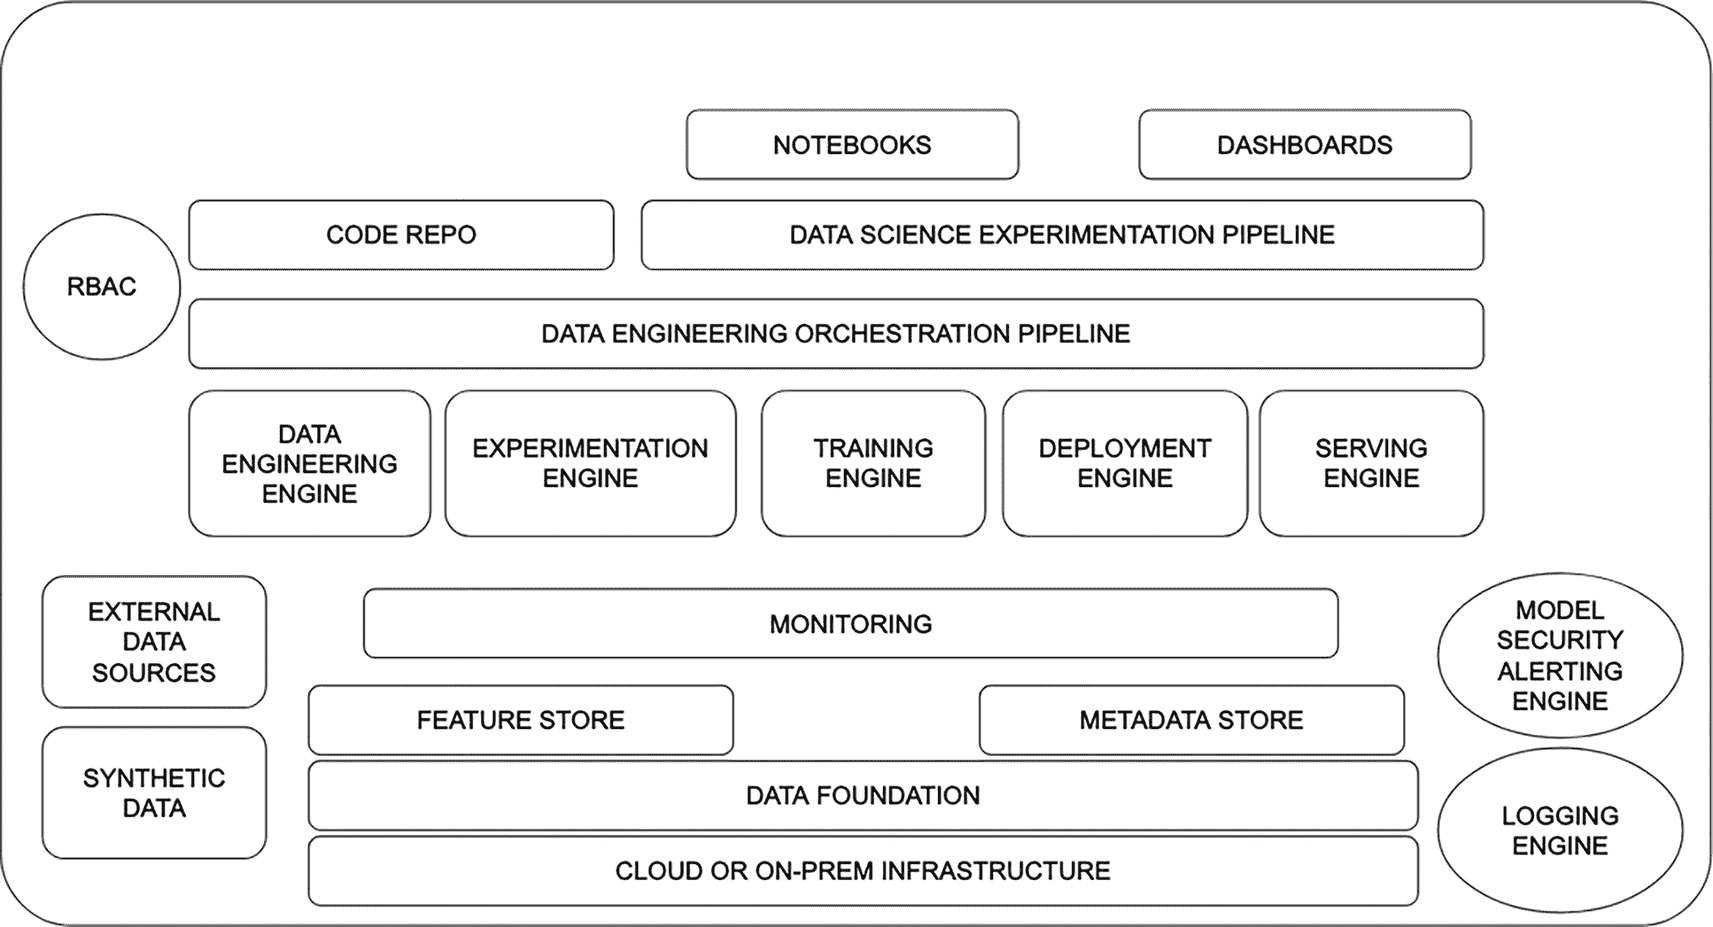 NOTEBOOKS
DASHBOARDS
CODE REPO
DATA SCIENCE EXPERIMENTATION PIPELINE
RBAC
DATA ENGINEERING ORCHESTRATION PIPELINE
DATA
ENGINEERING
ENGINE
EXPERIMENTATION
ENGINE
TRAINING
ENGINE
DEPLOYMENT
ENGINE
SERVING
ENGINE
EXTERNAL
DATA
SOURCES
MONITORING
MODEL
SECURITY
ALERTING
ENGINE
FEATURE STORE
METADATA STORE
SYNTHETIC
DATA
DATA FOUNDATION
LOGGING
ENGINE
CLOUD OR ON-PREM INFRASTRUCTURE